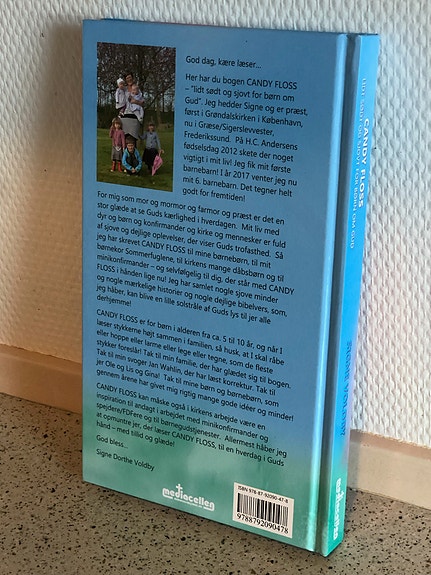 God dag, kære læser...
Her har du bogen CANDY FLOSS
– "lidt sødt og sjovt for børn om
Gud". Jeg hedder Signe og er præst,
først i Grøndalskirken i København,
nu i Græse/Sigerslevvester,
Frederikssund. På H.C. Andersens
fødselsdag 2012 skete der noget
vigtigt i mit liv! Jeg fik mit første
barnebarn! I år 2017 venter jeg nu
mit 6. barnebarn. Det tegner helt
godt for fremtiden!
For mig som mor og mormor og farmor og præst er det en
stor glæde at se Guds kærlighed i hverdagen. Mit liv med
dyr og børn og konfirmander og kirke og mennesker er fuld
af sjove og dejlige oplevelser, der viser Guds trofasthed. Så
jeg har skrevet CANDY FLOSS til mine børnebørn, til mit
børnekor Sommerfuglene, til kirkens mange dåbsbørn og til
minikonfirmander – og selvfølgelig til dig, der står med CANDY
FLOSS i hånden lige nu! Jeg har samlet nogle sjove minder
og nogle mærkelige historier og nogle dejlige bibelvers, som,
jeg håber, kan blive en lille solstråle af Guds lys til jer alle
derhjemme!
CANDY FLOSS er for børn i alderen fra ca. 5 til 10 år, og når I
læser stykkerne højt sammen i familien, så husk, at I skal råbe
eller hoppe eller larme eller lege eller tegne, som de fleste
stykker foreslår! Tak til min familie, der har glædet sig til bogen.
Tak til min svoger Jan Wahlin, der har læst korrektur. Tak til
jer Ole og Lis og Gina! Tak til mine børn og børnebørn, som
gennem årene har givet mig rigtig mange gode idéer og minder!
CANDY FLOSS kan måske også i kirkens arbejde være en
inspiration til andagt i arbejdet med minikonfirmander og
spejdere/FDFere og til børnegudstjenester. Allermest håber jeg
at opmuntre jer, der læser CANDY FLOSS, til en hverdag i Guds
hånd – med tillid og glæde!
God bless...
Signe Dorthe Voldby
mediacellen
ISBN 978-87-92090-47-8
9788792090478
CANDY FLOSS
LIDT SØDT OG SJOVT FOR BØRN OM GUD
SIGNE VOLDBY